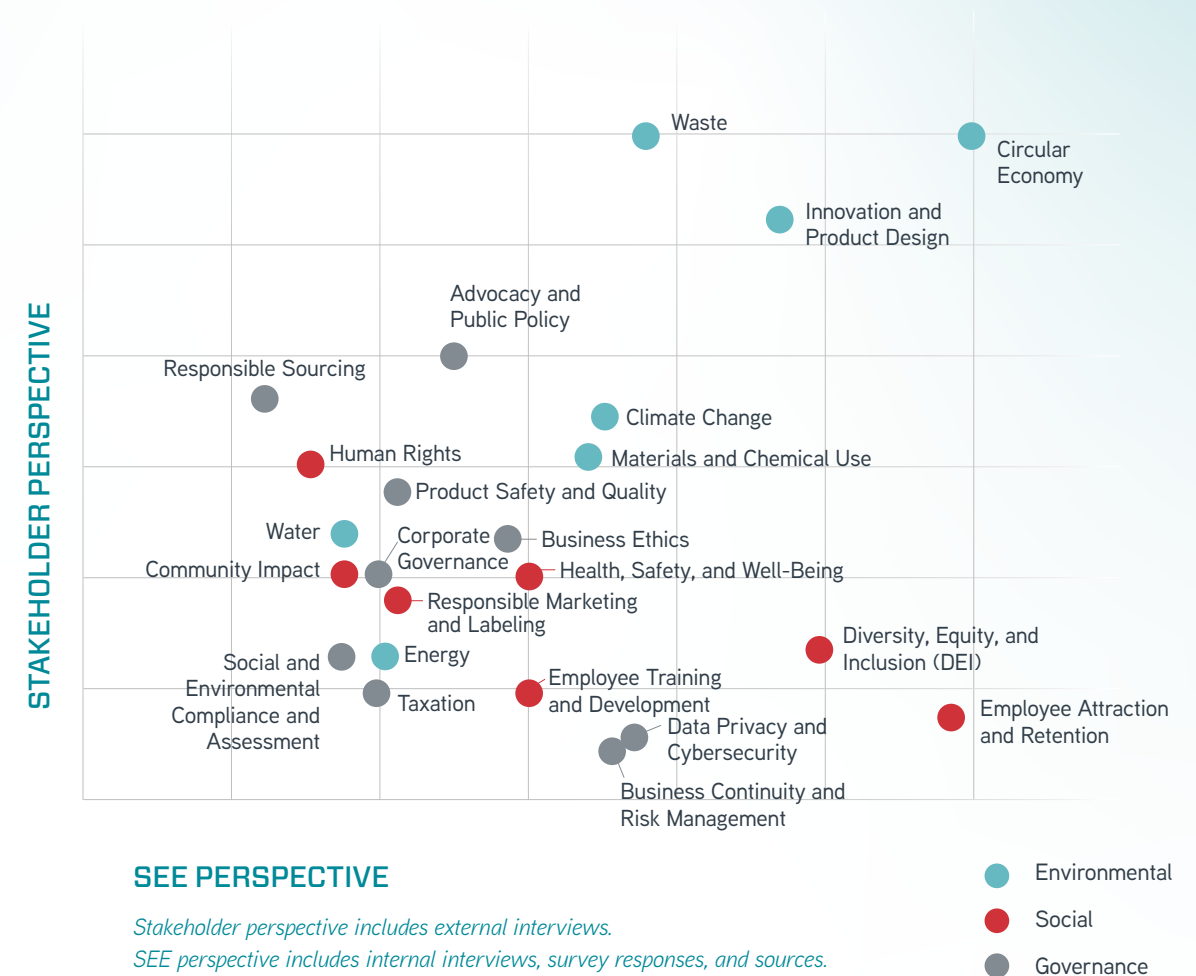 Waste
Circular
Economy
Innovation and
Product Design
Advocacy and
Public Policy
Responsible Sourcing
Climate Change
Human Rights
Materials and Chemical Use
Product Safety and Quality
Water
Corporate
Governance
Business Ethics
Community Impact
Health, Safety, and Well-Being
Responsible Marketing
and Labeling
Diversity, Equity, and
Inclusion (DEI)
Social and
Environmental
Compliance and
Assessment
Energy
Employee Training
and Development
Taxation
Employee Attraction
and Retention
Data Privacy and
Cybersecurity
Business Continuity and
Risk Management
STAKEHOLDER PERSPECTIVE
SEE PERSPECTIVE
Stakeholder perspective includes external interviews.
SEE perspective includes internal interviews, survey responses, and sources.
Environmental
Social
Governance